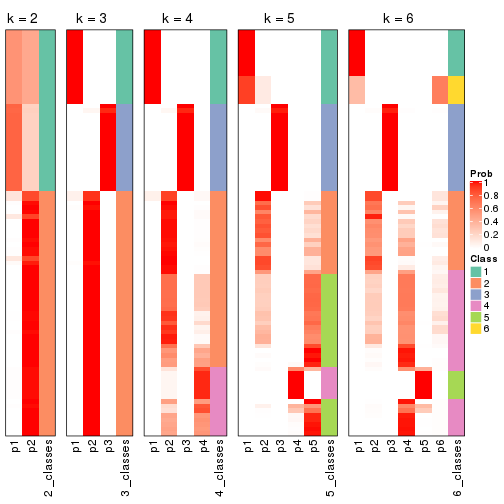 k = 2
k = 3
k = 4
k = 5
k = 6
Prob
1
0.8
0.6
0.4
0.2
0
Class
1
2
3
4
5
6
p1
p2
2_classes
p1
p2
p3
3_classes
p1
p2
p3
p4
4_classes
p1
p2
p3
p4
p5
5_classes
p1
p2
p3
p4
p5
p6
6_classes